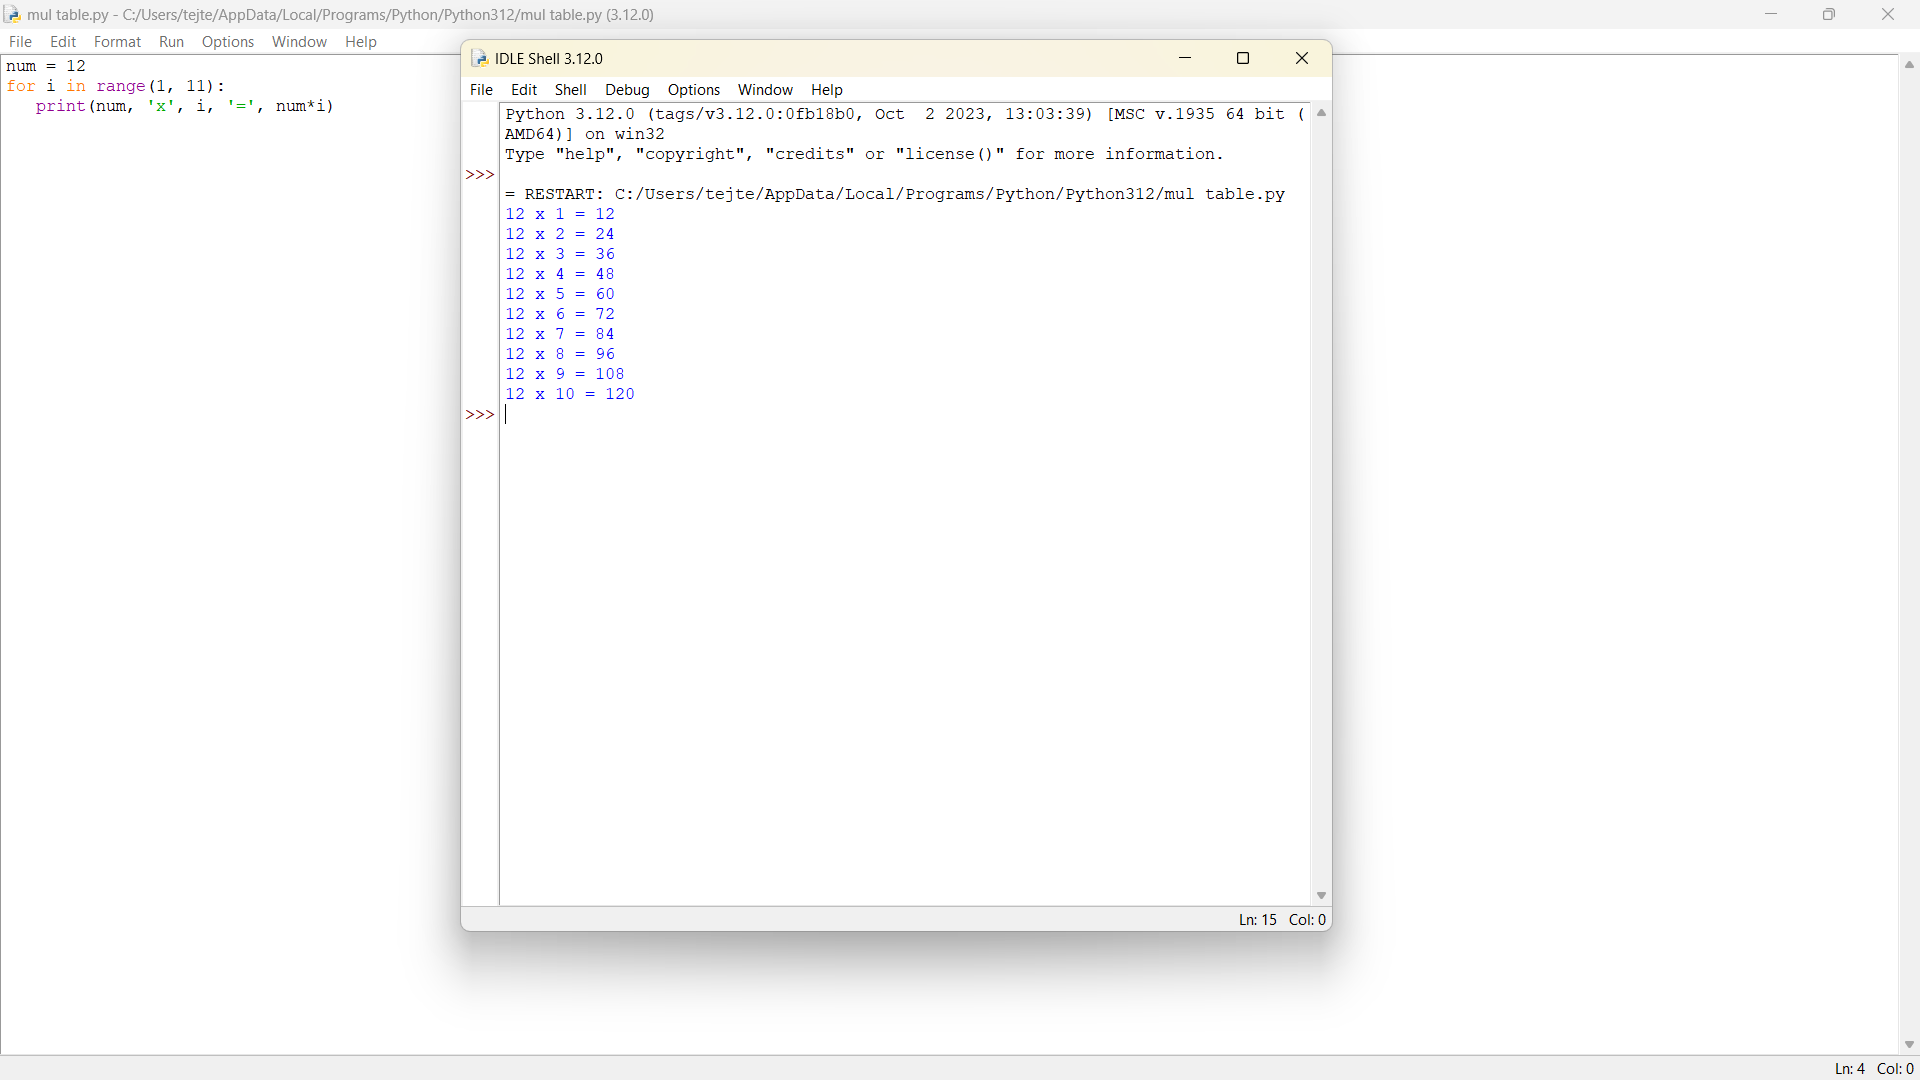 mul table.py - C:/Users/tejte/AppData/Local/Programs/Python/Python312/mul table.py (3.12.0)
File Edit Format Run Options Window Help
num = 12
for i in range(1, 11):
   print(num, 'x', i, '=', num*i)
IDLE Shell 3.12.0
File Edit Shell Debug Options Window Help
Python 3.12.0 (tags/v3.12.0:0fb18b0, Oct  2 2023, 13:03:39) [MSC v.1935 64 bit (
AMD64)] on win32
Type "help", "copyright", "credits" or "license()" for more information.
>>>
= RESTART: C:/Users/tejte/AppData/Local/Programs/Python/Python312/mul table.py
12 x 1 = 12
12 x 2 = 24
12 x 3 = 36
12 x 4 = 48
12 x 5 = 60
12 x 6 = 72
12 x 7 = 84
12 x 8 = 96
12 x 9 = 108
12 x 10 = 120
>>>
Ln: 15 Col: 0
Ln: 4 Col: 0